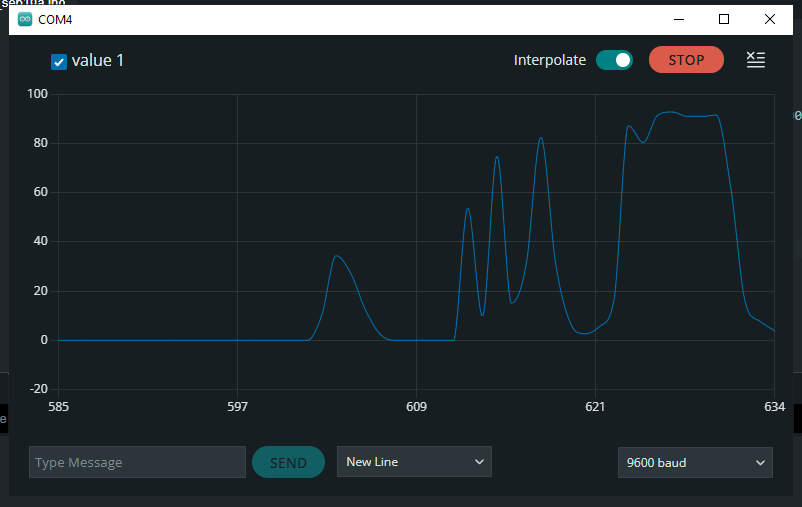 COM4
value 1
Interpolate
STOP
100
80
60
40
20
0
-20
585 597 609 621 634
Type Message
SEND
New Line
9600 baud